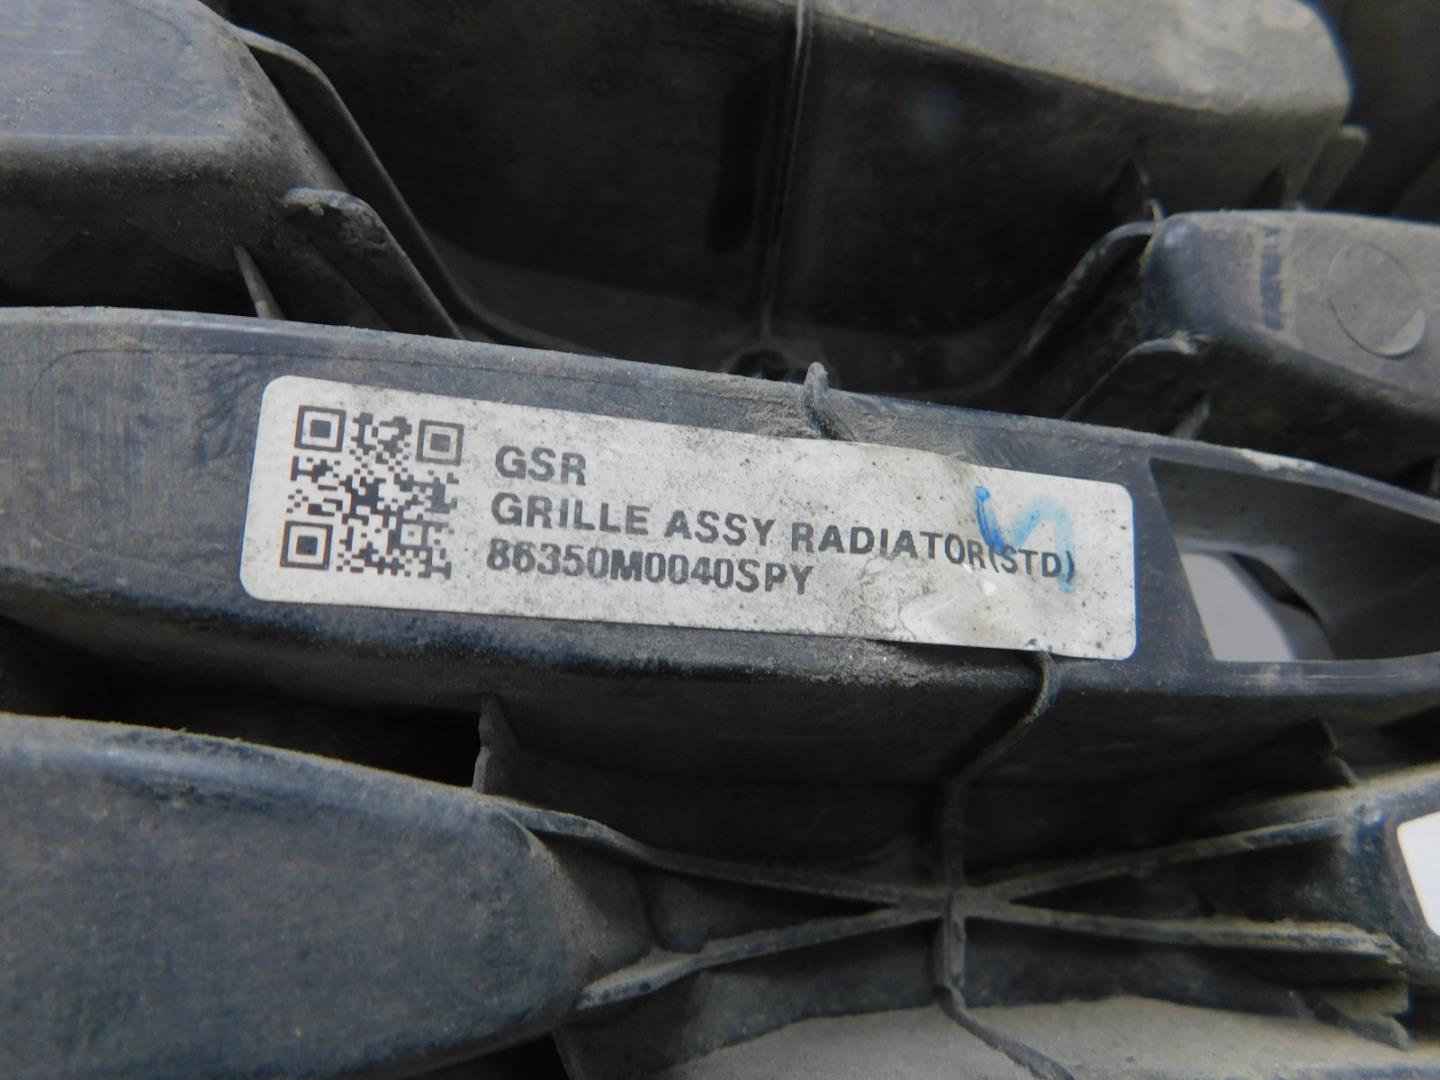 GSR
GRILLE ASSY RADIATOR(STD)
86350M0040SPY